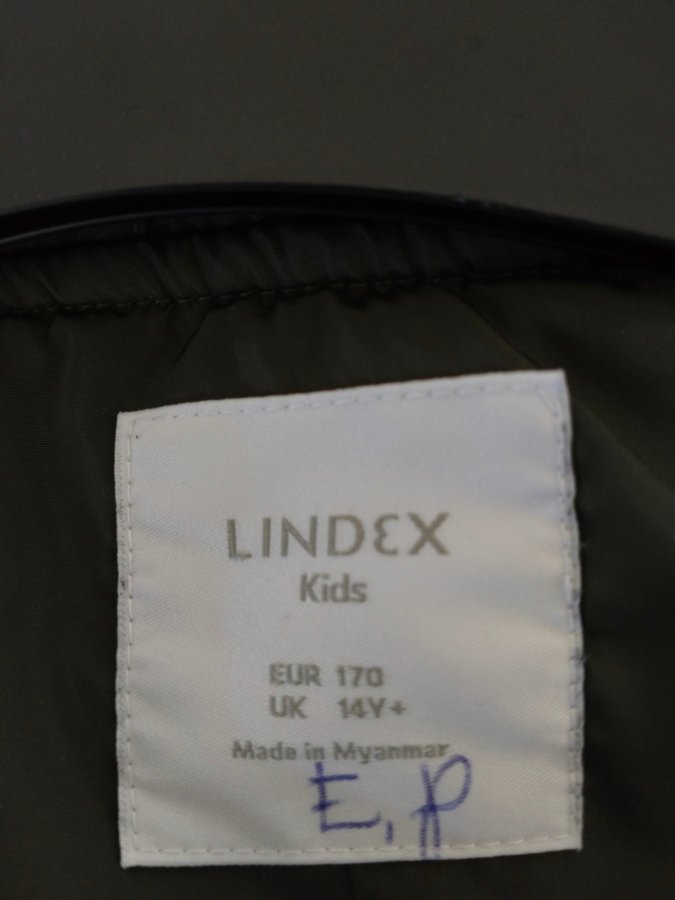 LINDEX
Kids
EUR 170
UK 14Y+
Made in Myanmar
E, P